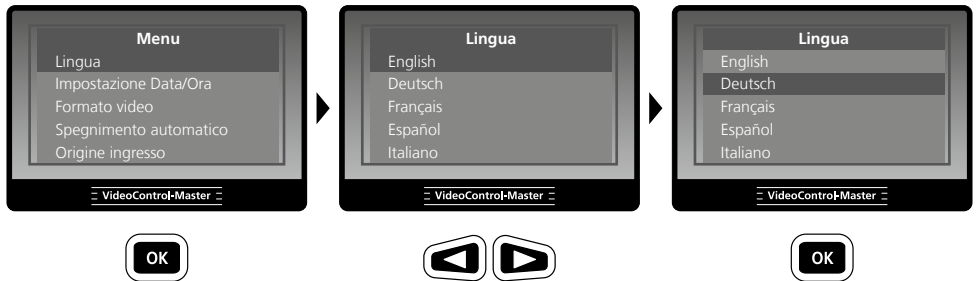 Menu
Lingua
Impostazione Data/Ora
Formato video
Spegnimento automatico
Origine ingresso
VideoControl-Master
OK
Lingua
English
Deutsch
Français
Español
Italiano
VideoControl-Master
Lingua
English
Deutsch
Français
Español
Italiano
VideoControl-Master
OK